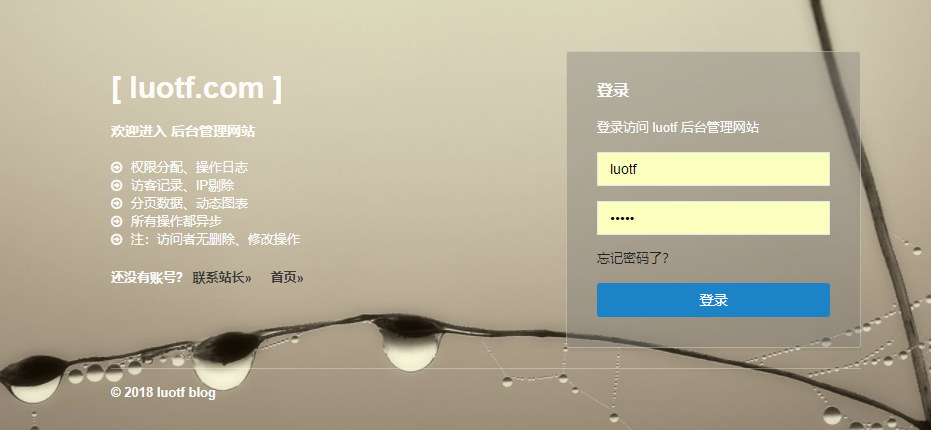 [ luotf.com ]
欢迎进入 后台管理网站
权限分配、操作日志
访客记录、IP剔除
分页数据、动态图表
所有操作都异步
注：访问者无删除、修改操作
还没有账号? 联系站长» 首页»
登录
登录访问 luotf 后台管理网站
luotf
•••••
忘记密码了?
登录
© 2018 luotf blog